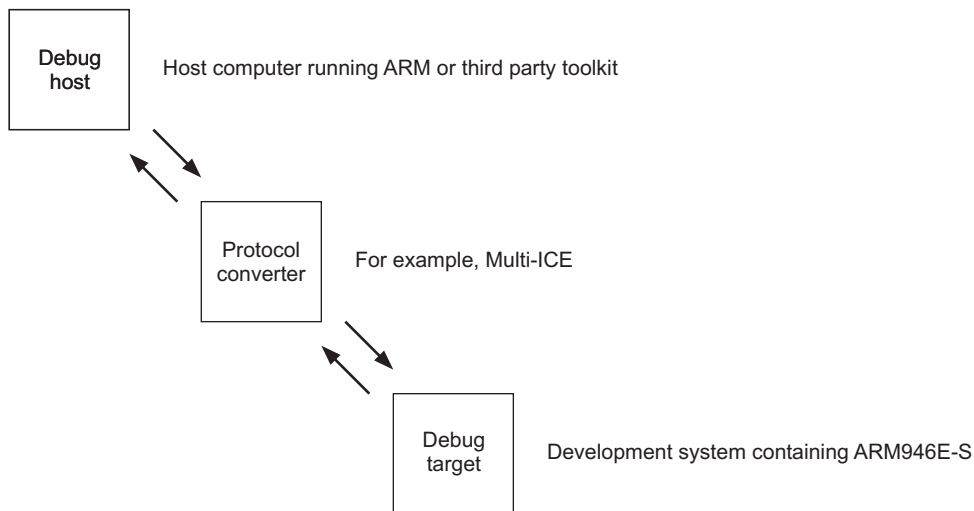 Debug
host
Host computer running ARM or third party toolkit
Protocol
converter
For example, Multi-ICE
Debug
target
Development system containing ARM946E-S